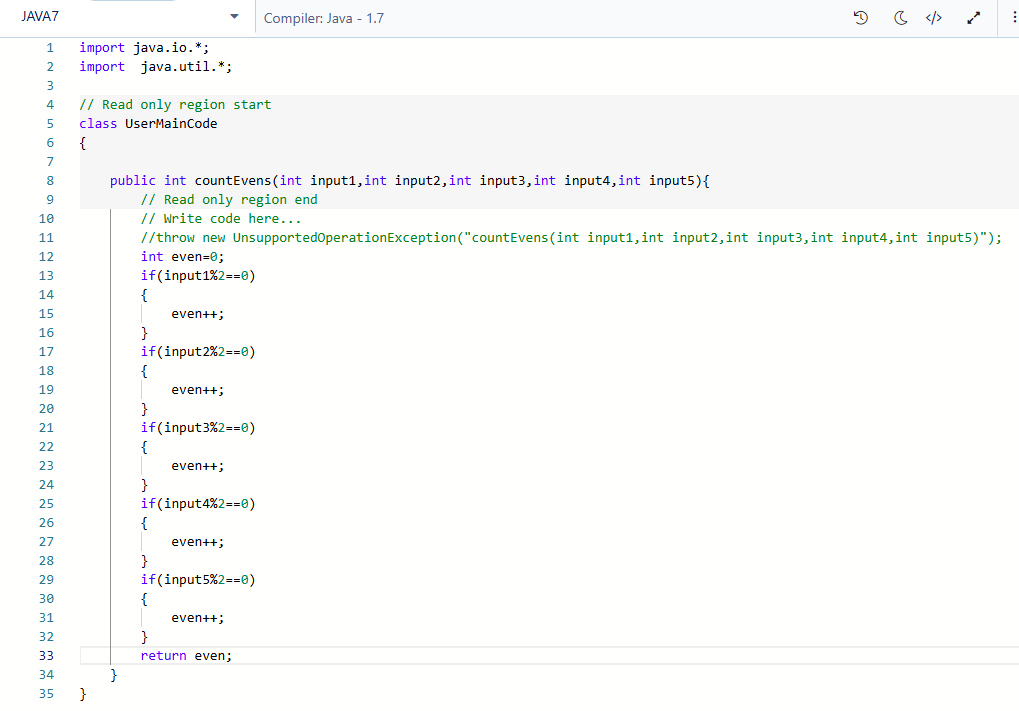 JAVA7
Compiler: Java - 1.7
1 import java.io.*;
2 import  java.util.*;
3
4 // Read only region start
5 class UserMainCode
6 {
7
8     public int countEvens(int input1,int input2,int input3,int input4,int input5){
9         // Read only region end
10         // Write code here...
11         //throw new UnsupportedOperationException("countEvens(int input1,int input2,int input3,int input4,int input5)");
12         int even=0;
13         if(input1%2==0)
14         {
15             even++;
16         }
17         if(input2%2==0)
18         {
19             even++;
20         }
21         if(input3%2==0)
22         {
23             even++;
24         }
25         if(input4%2==0)
26         {
27             even++;
28         }
29         if(input5%2==0)
30         {
31             even++;
32         }
33         return even;
34     }
35 }